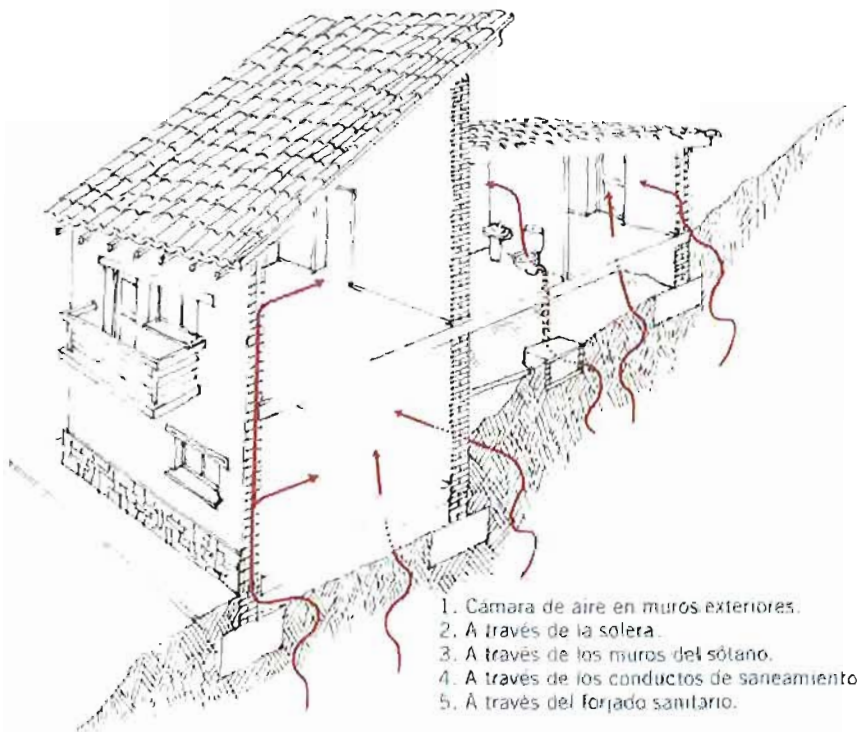 1. Cámara de aire en muros exteriores.
2. A través de la solera.
3. A través de los muros del sótano.
4. A través de los conductos de saneamiento
5. A través del forjado sanitario.